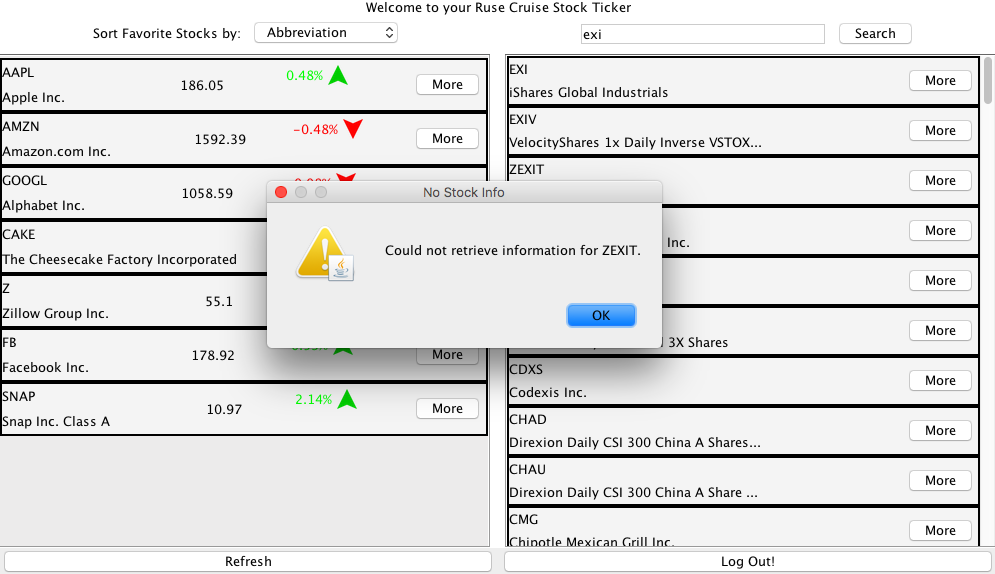 Welcome to your Ruse Cruise Stock Ticker
Sort Favorite Stocks by: Abbreviation
exi Search
AAPL
186.05 0.48% More
Apple Inc.
AMZN
1592.39 -0.48% More
Amazon.com Inc.
GOOGL
1058.59
Alphabet Inc.
CAKE
The Cheesecake Factory Incorporated
Z
55.1
Zillow Group Inc.
FB
178.92 More
Facebook Inc.
SNAP
10.97 2.14% More
Snap Inc. Class A
EXI
More
iShares Global Industrials
EXIV
More
VelocityShares 1x Daily Inverse VSTOX...
ZEXIT
More
More
Inc.
More
More
3X Shares
CDXS
More
Codexis Inc.
CHAD
More
Direxion Daily CSI 300 China A Shares...
CHAU
More
Direxion Daily CSI 300 China A Share ...
CMG
More
Chipotle Mexican Grill Inc.
No Stock Info
Could not retrieve information for ZEXIT.
OK
Refresh
Log Out!